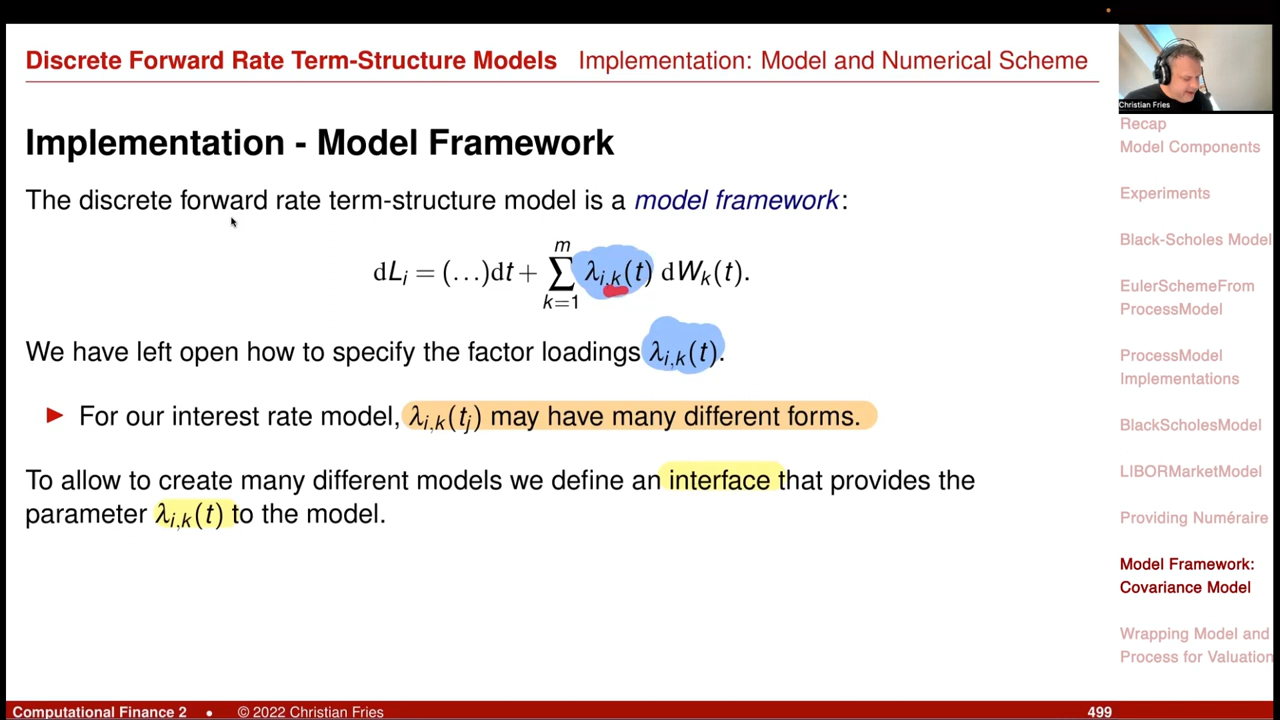 Discrete Forward Rate Term-Structure Models Implementation: Model and Numerical Scheme
Christian Fries
Implementation - Model Framework
The discrete forward rate term-structure model is a model framework:
dL_i = (...)dt + ∑_{k=1}^{m} λ_{i,k}(t) dW_k(t).
We have left open how to specify the factor loadings λ_{i,k}(t).
► For our interest rate model, λ_{i,k}(t_j) may have many different forms.
To allow to create many different models we define an interface that provides the
parameter λ_{i,k}(t) to the model.
Recap
Model Components
Experiments
Black-Scholes Model
EulerSchemeFrom
ProcessModel
ProcessModel
Implementations
BlackScholesModel
LIBORMarketModel
Providing Numéraire
Model Framework:
Covariance Model
Wrapping Model and
Process for Valuation
Computational Finance 2 • © 2022 Christian Fries 499